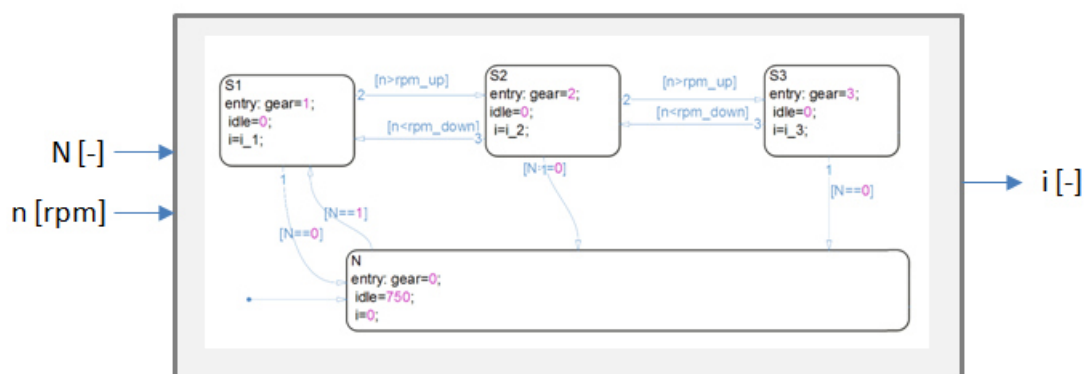 S1
entry: gear=1;
idle=0;
i=i_1;
[n>rpm_up]
2
[n<rpm_down]
3
S2
entry: gear=2;
idle=0;
i=i_2;
[n>rpm_up]
2
[n<rpm_down]
3
S3
entry: gear=3;
idle=0;
i=i_3;
N [-]
n [rpm]
i [-]
1
[N==0]
[N==1]
1
[N==0]
1
[N==0]
N
entry: gear=0;
idle=750;
i=0;